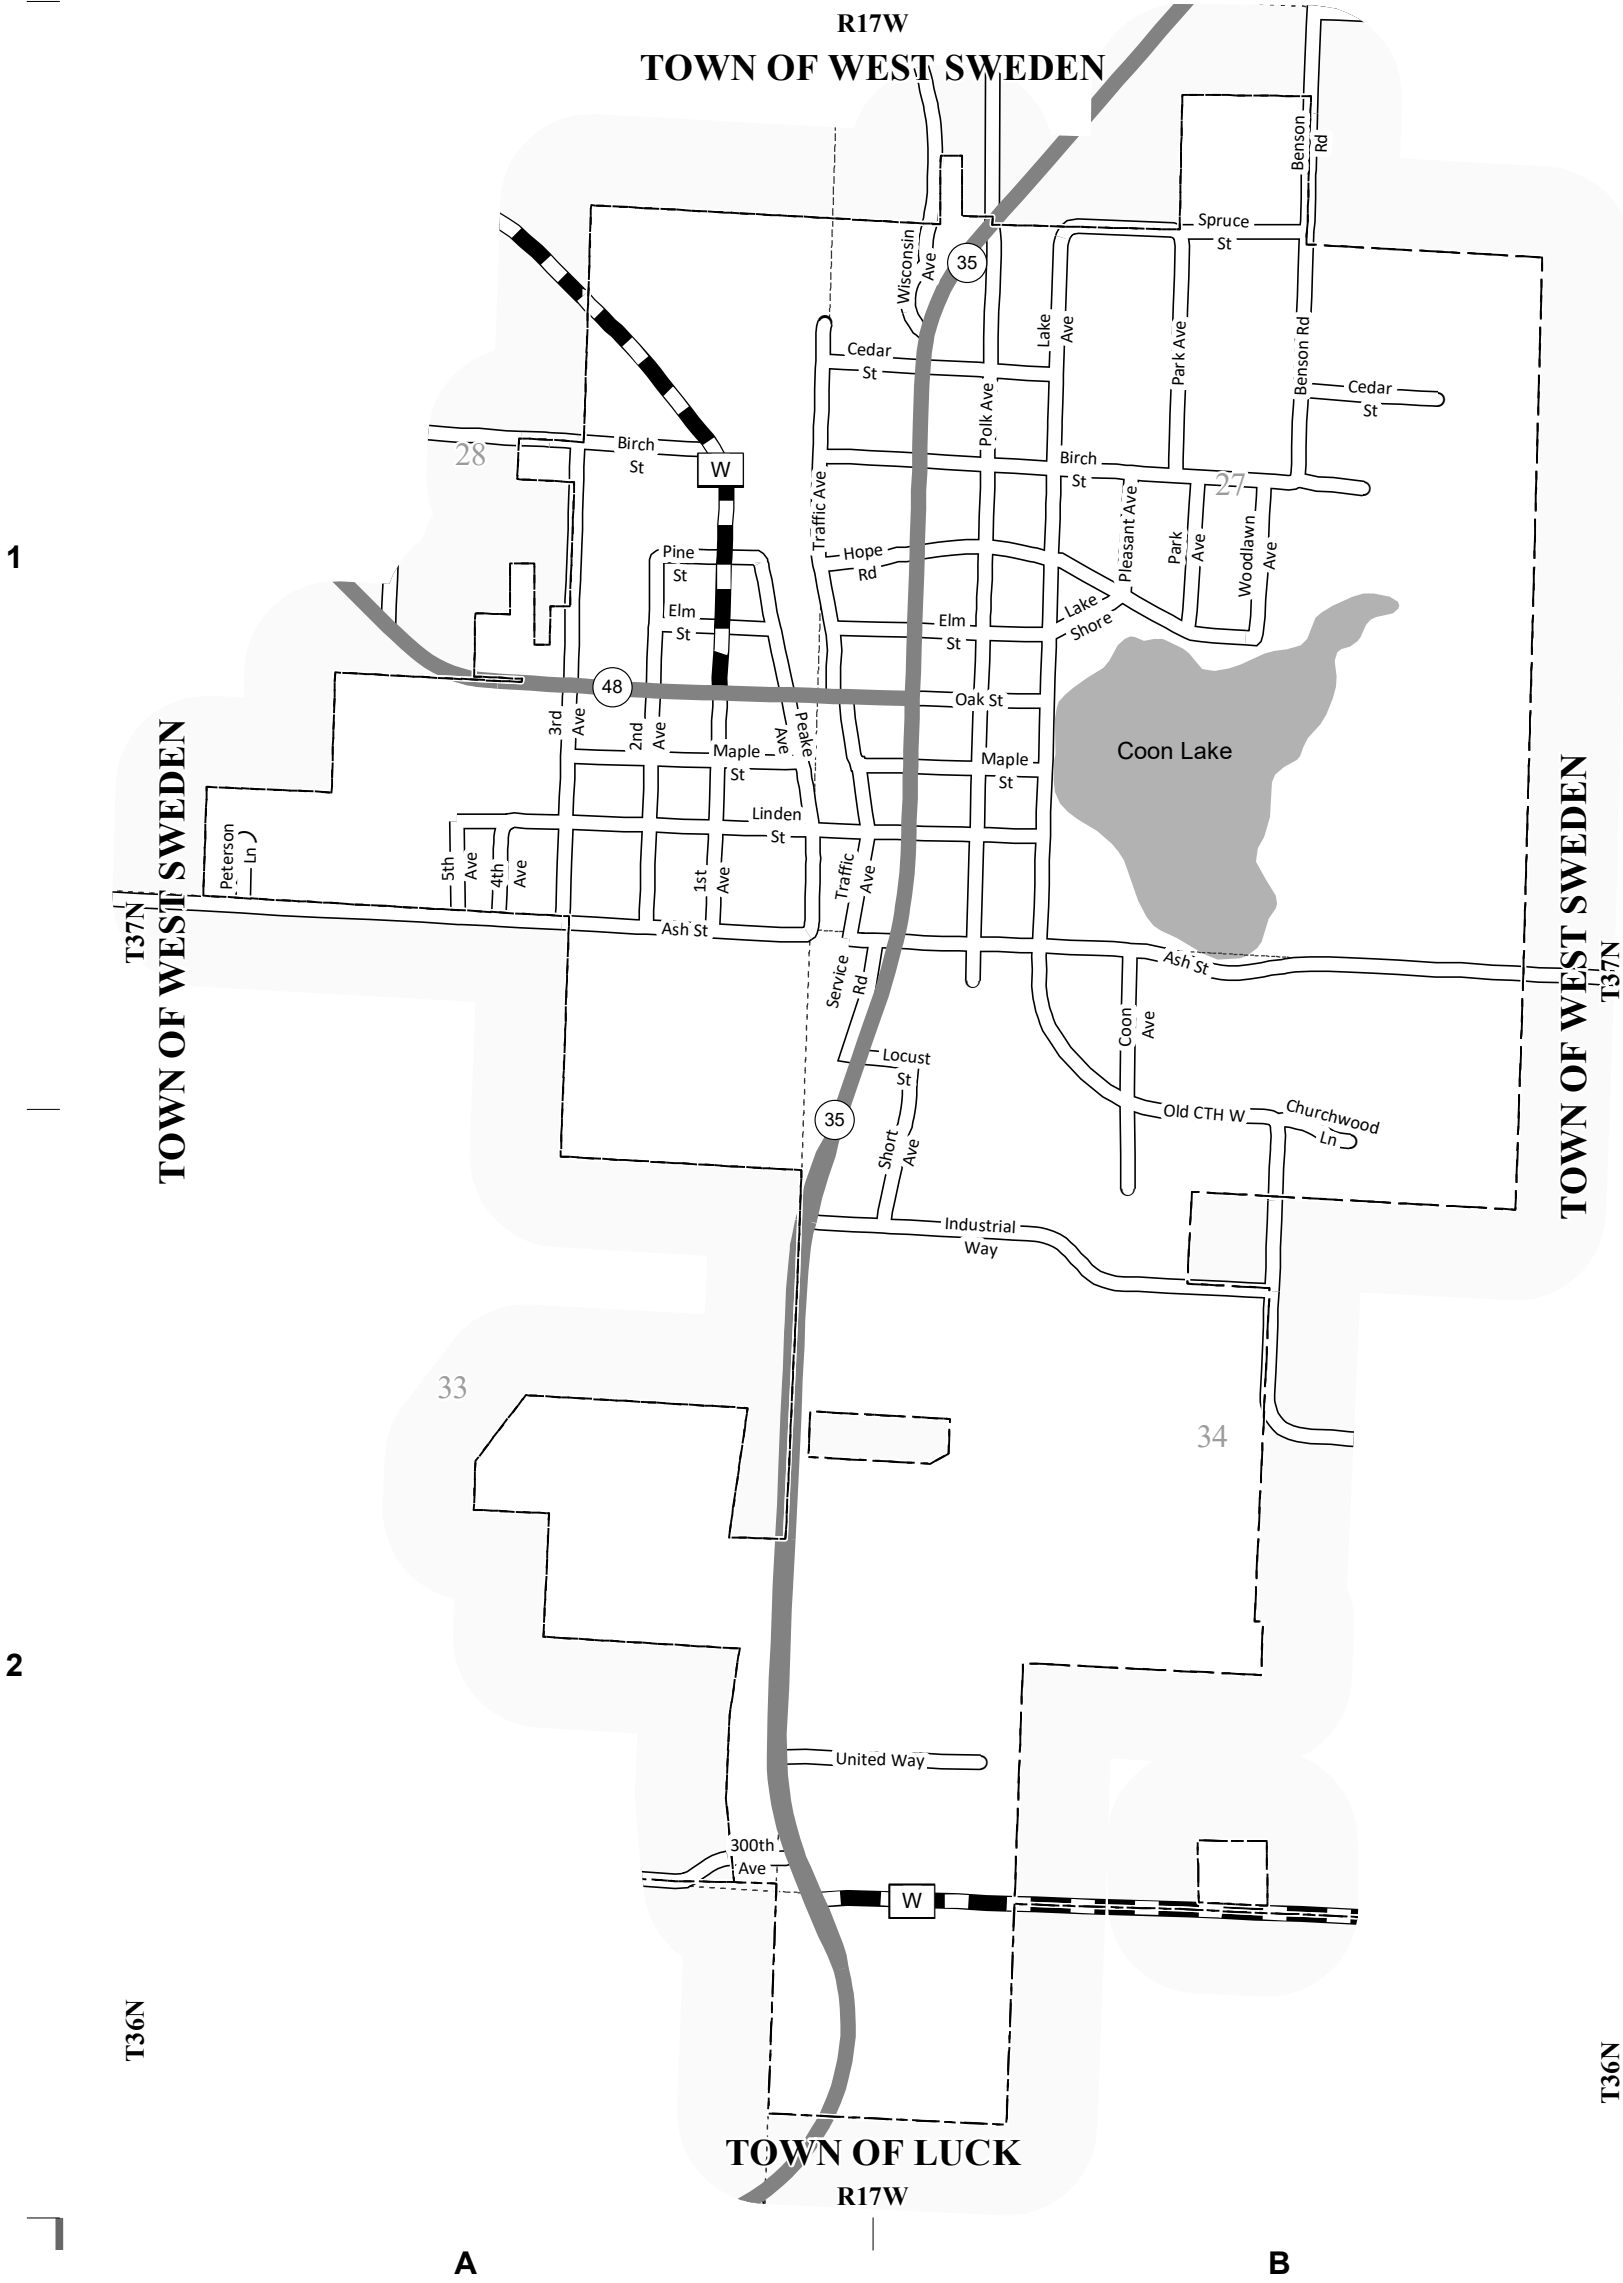 R17W
TOWN OF WEST SWEDEN
Benson
Rd
Spruce
St
Wisconsin
Ave
35
Lake
Ave
Park Ave
Benson Rd
Cedar
St
Cedar
St
Polk Ave
Birch
St
28
W
Birch
St
27
Traffic Ave
Pleasant Ave
Park
Ave
Woodlawn
Ave
1
Pine
St
Hope
Rd
Elm
St
Elm
St
Lake
Shore
48
Oak St
3rd
Ave
2nd
Ave
Peake
Ave
Maple
St
Maple
St
Coon Lake
TOWN OF WEST SWEDEN
TOWN OF WEST SWEDEN
Linden
St
Peterson
Ln
5th
Ave
4th
Ave
1st
Ave
Traffic
Ave
T37N
Ash St
Ash St
T37N
Service
Rd
Coon
Ave
Locust
St
35
Old CTH W
Churchwood
Ln
Short
Ave
Industrial
Way
33
34
2
United Way
300th
Ave
W
T36N
T36N
TOWN OF LUCK
R17W
A
B